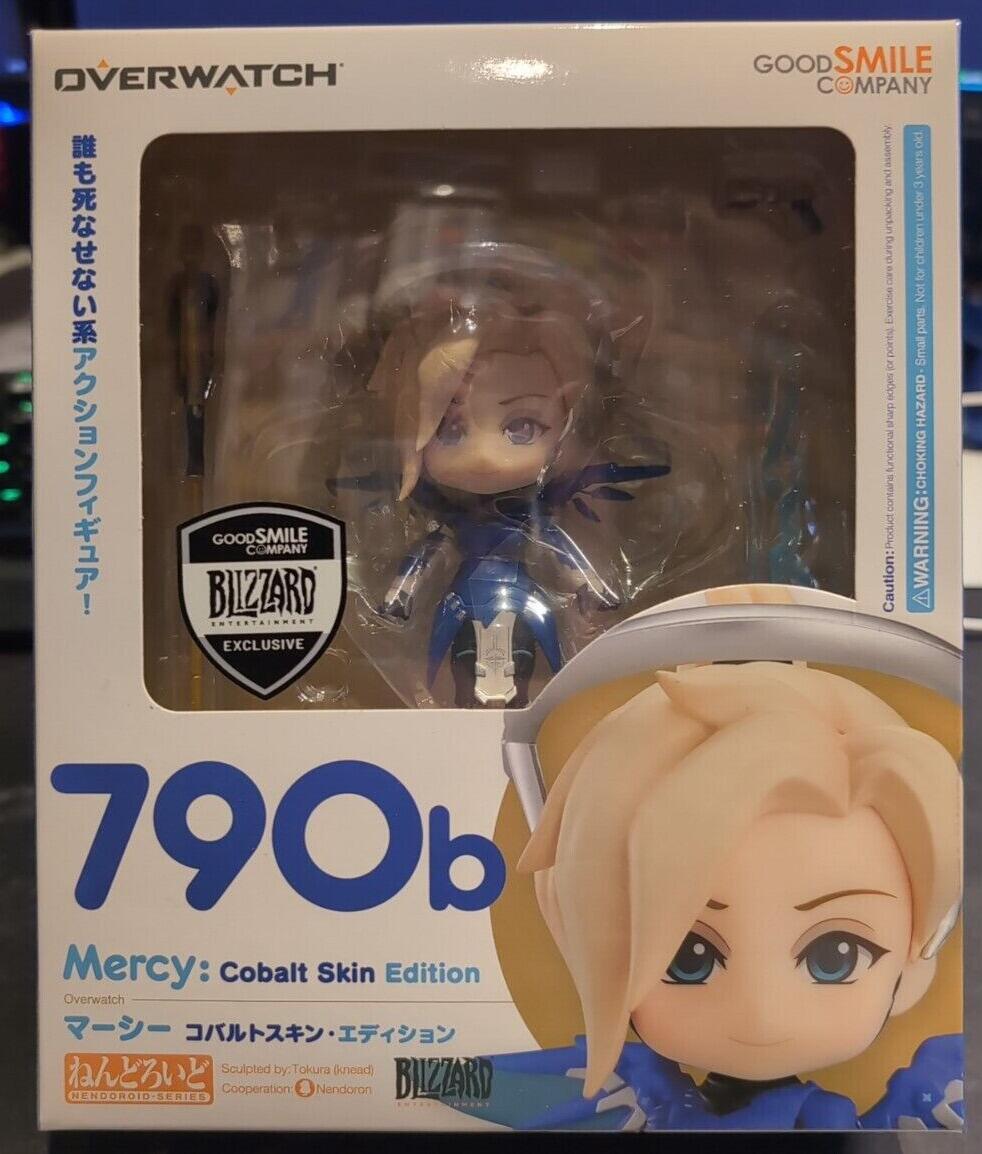 OVERWATCH
GOODSMILE
COMPANY
誰も死なせない系アクションフィギュア!
Caution: Product contains functional sharp edges (or points). Exercise care during unpacking and assembly.
⚠WARNING: CHOKING HAZARD - Small parts. Not for children under 3 years old.
GOODSMILE
COMPANY
BLIZZARD
ENTERTAINMENT
EXCLUSIVE
790b
Mercy: Cobalt Skin Edition
Overwatch
マーシー コバルトスキン・エディション
ねんどろいど
NENDOROID-SERIES
Sculpted by: Tokura (knead)
Cooperation: Nendoron
BLIZZARD
ENTERTAINMENT